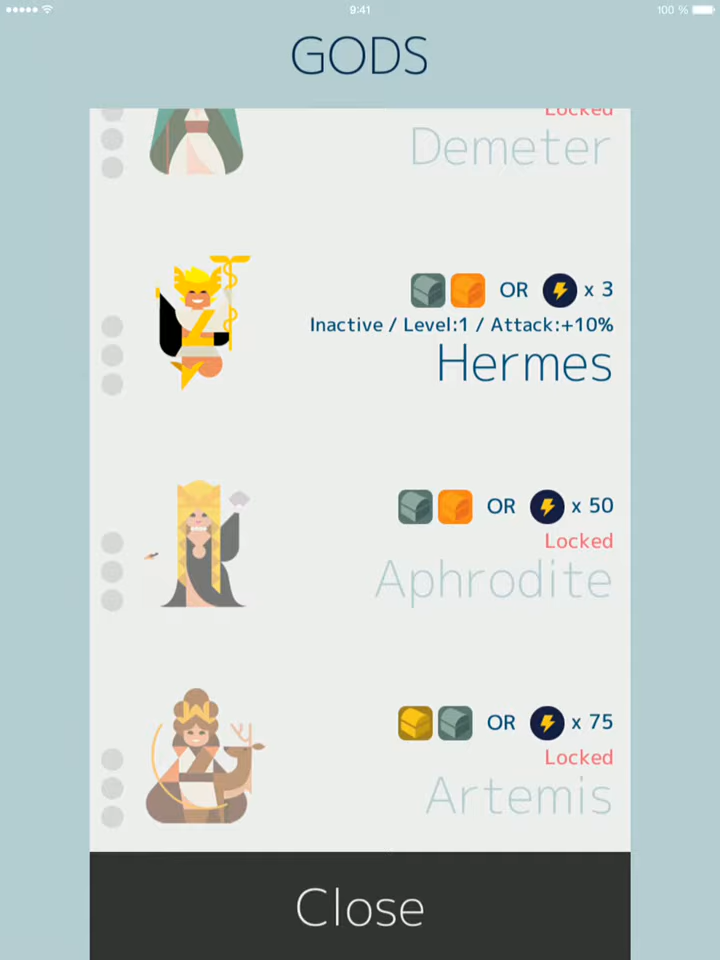 9:41
100 %
GODS
Locked
Demeter
OR x 3
Inactive / Level:1 / Attack:+10%
Hermes
OR x 50
Locked
Aphrodite
OR x 75
Locked
Artemis
Close